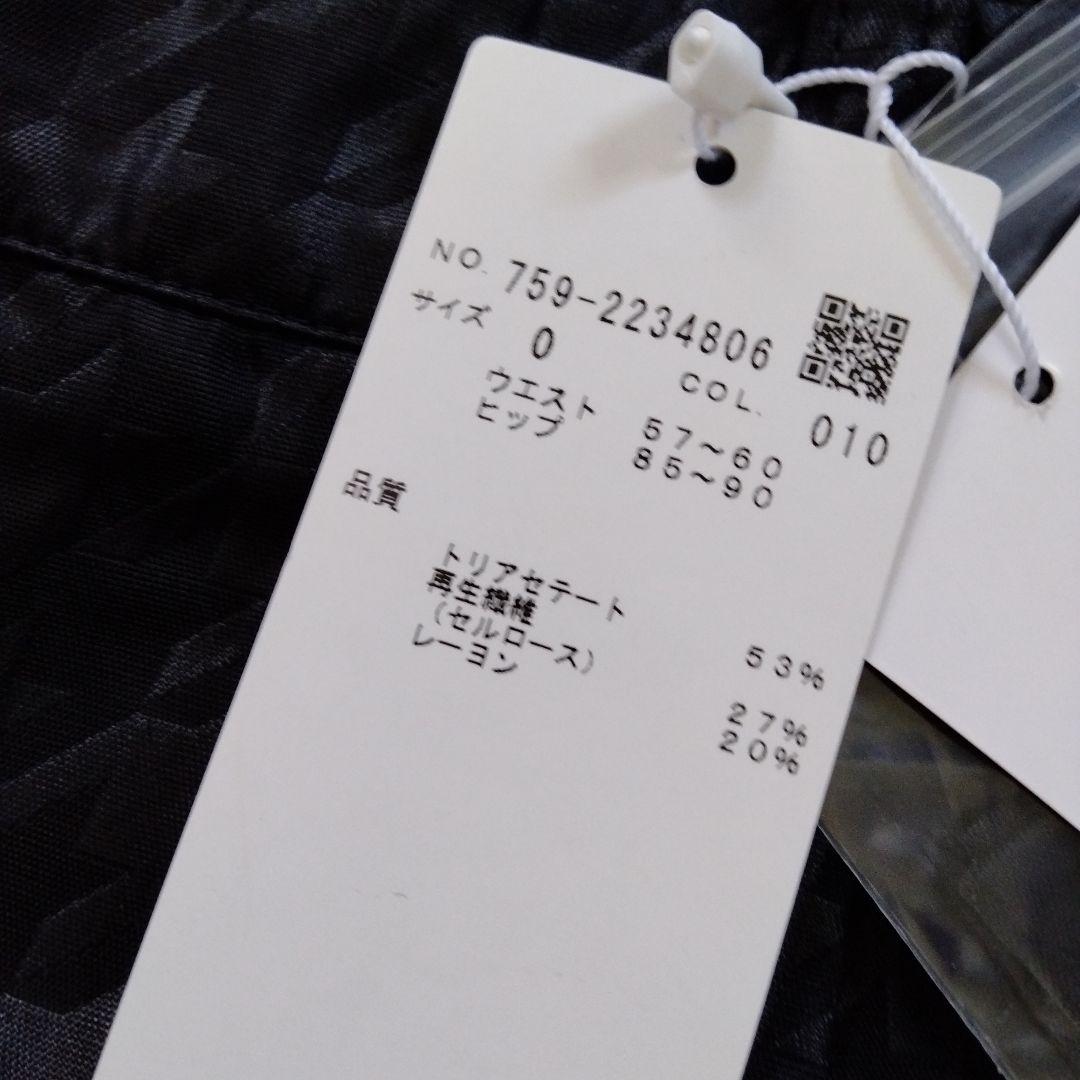 NO. 759-2234806
サイズ 0 COL. 010
ウエスト 57～60
ヒップ 85～90
品質
トリアセテート 53%
再生繊維
(セルロース) 27%
レーヨン 20%